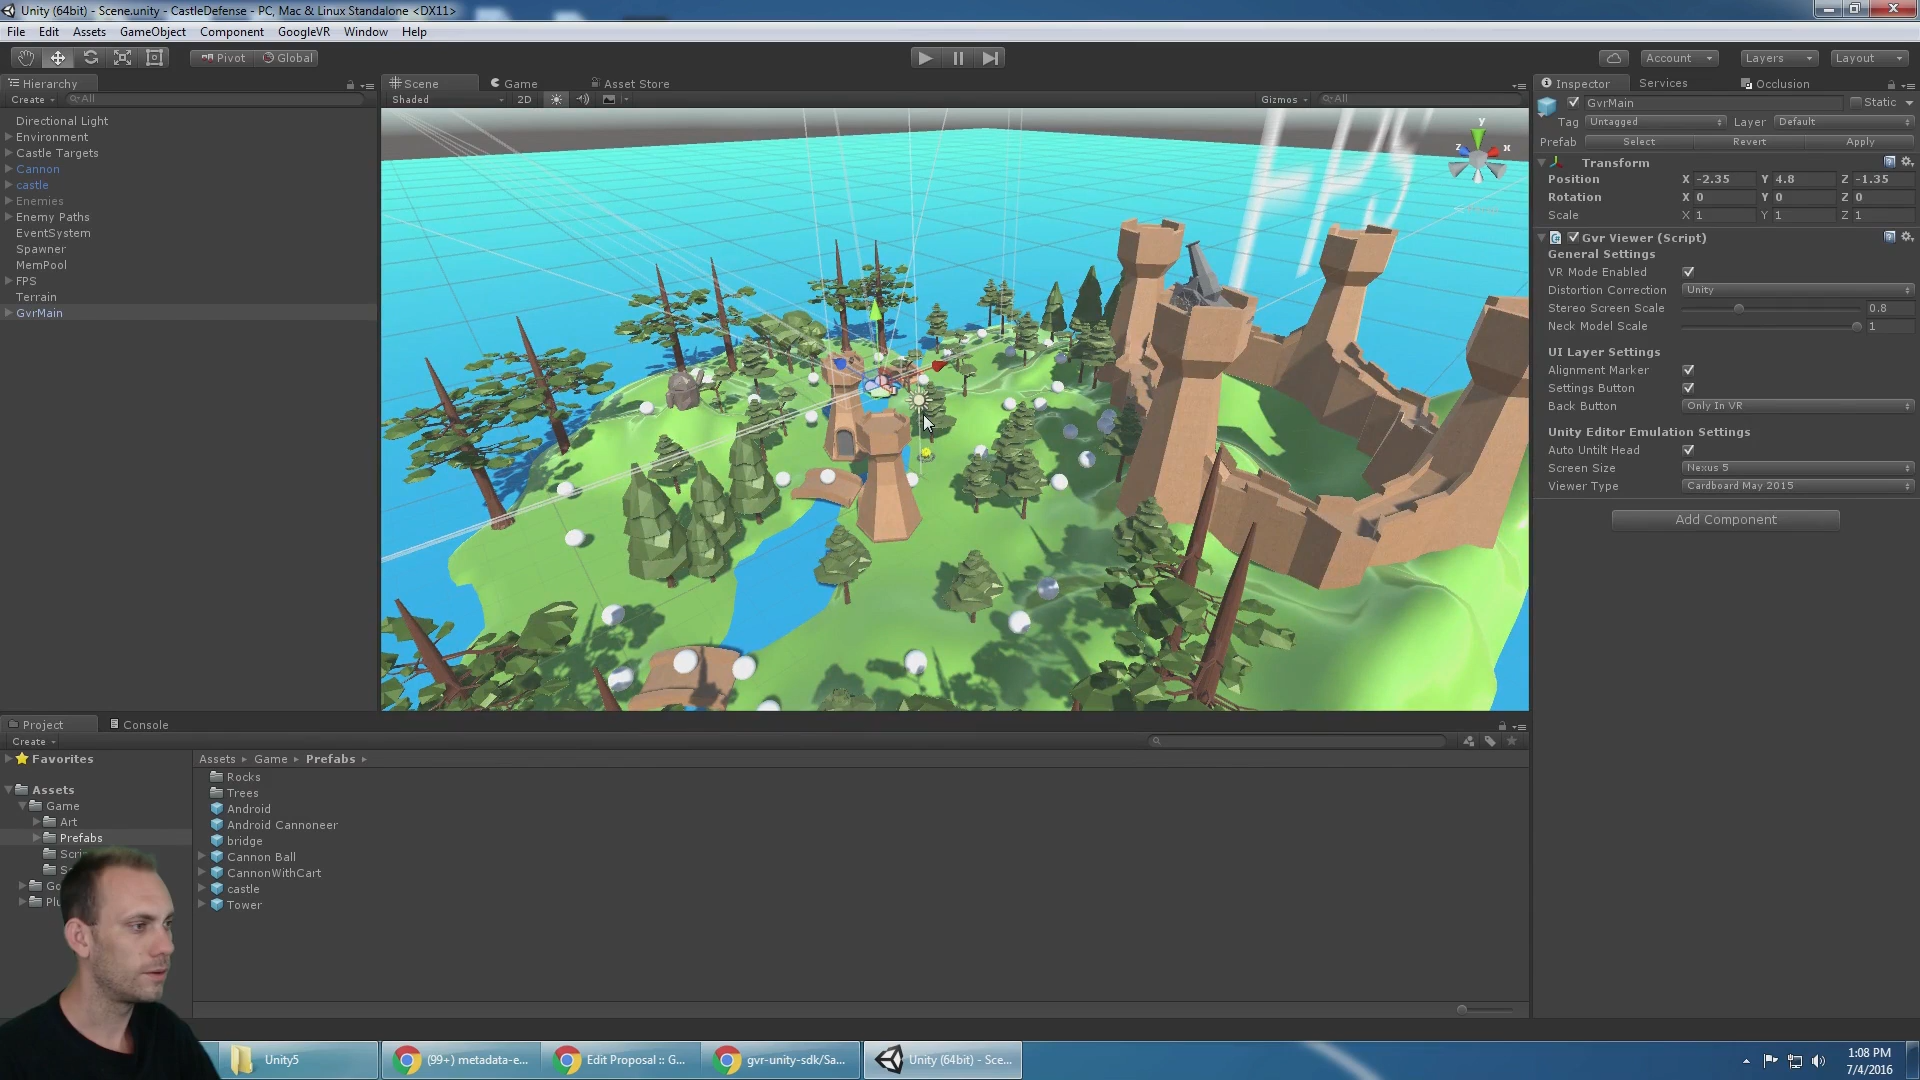 Unity (64bit) - Scene.unity - CastleDefense - PC, Mac & Linux Standalone <DX11>
File Edit Assets GameObject Component GoogleVR Window Help
Pivot Global Account Layers Layout
Hierarchy
Create All
Directional Light
Environment
Castle Targets
Cannon
castle
Enemies
Enemy Paths
EventSystem
Spawner
MemPool
FPS
Terrain
GvrMain
Scene Game Asset Store
Shaded 2D Gizmos All
y
z x
Inspector Services Occlusion
GvrMain Static
Tag Untagged Layer Default
Prefab Select Revert Apply
Transform
Position X -2.35 Y 4.8 Z -1.35
Rotation X 0 Y 0 Z 0
Scale X 1 Y 1 Z 1
Gvr Viewer (Script)
General Settings
VR Mode Enabled
Distortion Correction Unity
Stereo Screen Scale 0.8
Neck Model Scale 1
UI Layer Settings
Alignment Marker
Settings Button
Back Button Only In VR
Unity Editor Emulation Settings
Auto Untilt Head
Screen Size Nexus 5
Viewer Type Cardboard May 2015
Add Component
Project Console
Create
Favorites
Assets
Game
Art
Prefabs
Assets Game Prefabs
Rocks
Trees
Android
Android Cannoneer
bridge
Cannon Ball
CannonWithCart
castle
Tower
Unity5 (99+) metadata-e... Edit Proposal :: G... gvr-unity-sdk/Sa... Unity (64bit) - Sce...
1:08 PM
7/4/2016